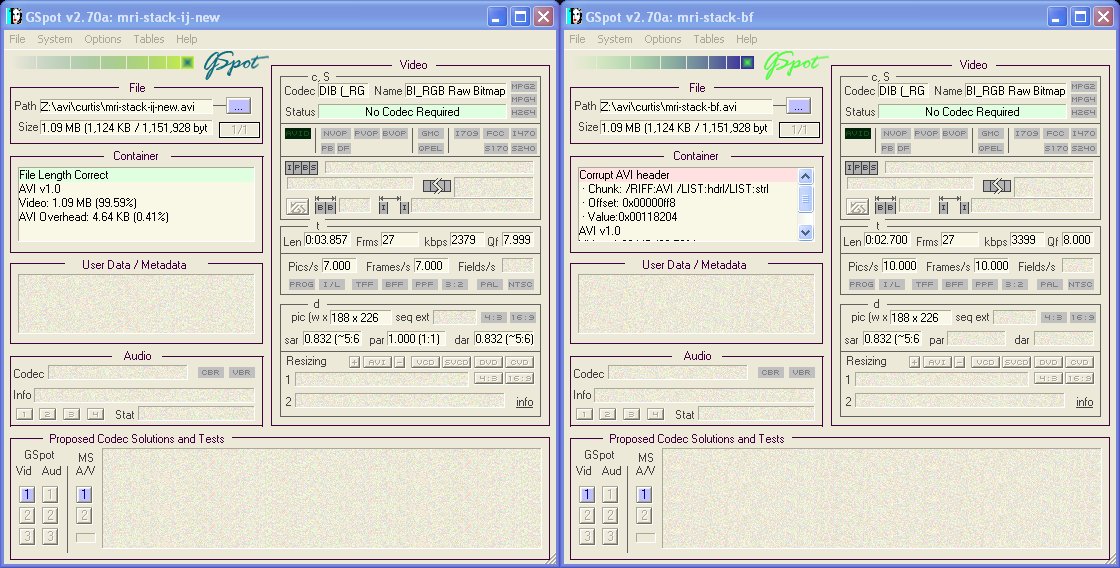 GSpot v2.70a: mri-stack-ij-new
File System Options Tables Help
GSpot
File
Path Z:\avi\curtis\mri-stack-ij-new.avi ...
Size 1.09 MB (1,124 KB / 1,151,928 byt 1/1
Container
File Length Correct
AVI v1.0
Video: 1.09 MB (99.59%)
AVI Overhead: 4.64 KB (0.41%)
User Data / Metadata
Audio
Codec CBR VBR
Info
1 2 3 4 Stat
Video
c, S
Codec DIB (_RG Name BI_RGB Raw Bitmap MPG2
MPG4
Status No Codec Required H264
AVID NVOP PVOP BVOP GMC I709 FCC I470
PB DF QPEL S170 S240
I P B S
B B I I
t
Len 0:03.857 Frms 27 kbps 2379 Qf 7.999
Pics/s 7.000 Frames/s 7.000 Fields/s
PROG I/L TFF BFF PPF 3:2 PAL NTSC
d
pic (w x 188 x 226 seq ext 4:3 16:9
sar 0.832 (~5:6 par 1.000 (1:1) dar 0.832 (~5:6)
Resizing + AVI - VCD SVCD DVD CVD
1 4:3 16:9
2 info
Proposed Codec Solutions and Tests
GSpot MS
Vid Aud A/V
1 1 1
2 2 2
3 3
GSpot v2.70a: mri-stack-bf
File System Options Tables Help
GSpot
File
Path Z:\avi\curtis\mri-stack-bf.avi ...
Size 1.09 MB (1,124 KB / 1,151,928 byt 1/1
Container
Corrupt AVI header
· Chunk: /RIFF:AVI /LIST:hdrl/LIST:strl
· Offset: 0x00000ff8
· Value:0x00118204
AVI v1.0
User Data / Metadata
Audio
Codec CBR VBR
Info
1 2 3 4 Stat
Video
c, S
Codec DIB (_RG Name BI_RGB Raw Bitmap MPG2
MPG4
Status No Codec Required H264
AVID NVOP PVOP BVOP GMC I709 FCC I470
PB DF QPEL S170 S240
I P B S
B B I I
t
Len 0:02.700 Frms 27 kbps 3399 Qf 8.000
Pics/s 10.000 Frames/s 10.000 Fields/s
PROG I/L TFF BFF PPF 3:2 PAL NTSC
d
pic (w x 188 x 226 seq ext 4:3 16:9
sar 0.832 (~5:6 par dar
Resizing + AVI - VCD SVCD DVD CVD
1 4:3 16:9
2 info
Proposed Codec Solutions and Tests
GSpot MS
Vid Aud A/V
1 1 1
2 2 2
3 3